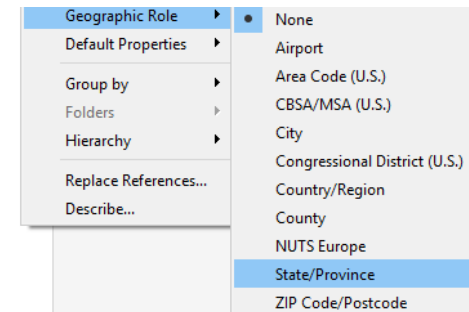 Geographic Role
Default Properties
Group by
Folders
Hierarchy
Replace References...
Describe...
None
Airport
Area Code (U.S.)
CBSA/MSA (U.S.)
City
Congressional District (U.S.)
Country/Region
County
NUTS Europe
State/Province
ZIP Code/Postcode